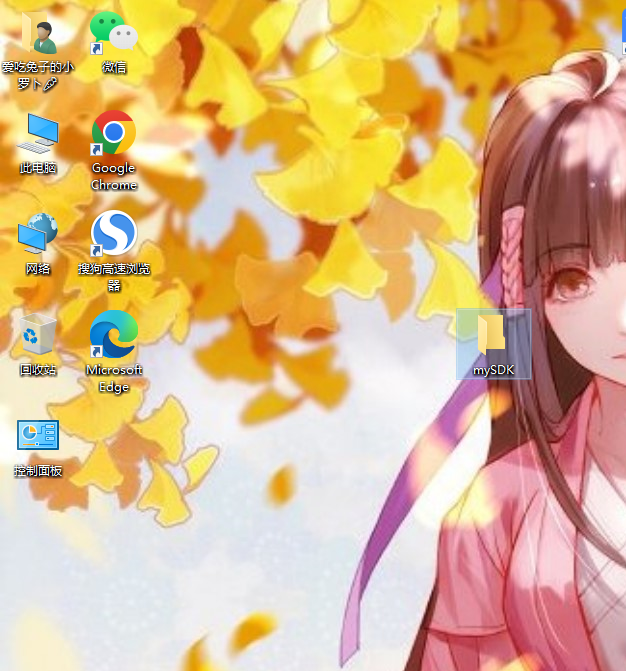 爱吃兔子的小
罗卜🥕
微信
此电脑
Google
Chrome
网络
搜狗高速浏览
器
回收站
Microsoft
Edge
mySDK
控制面板